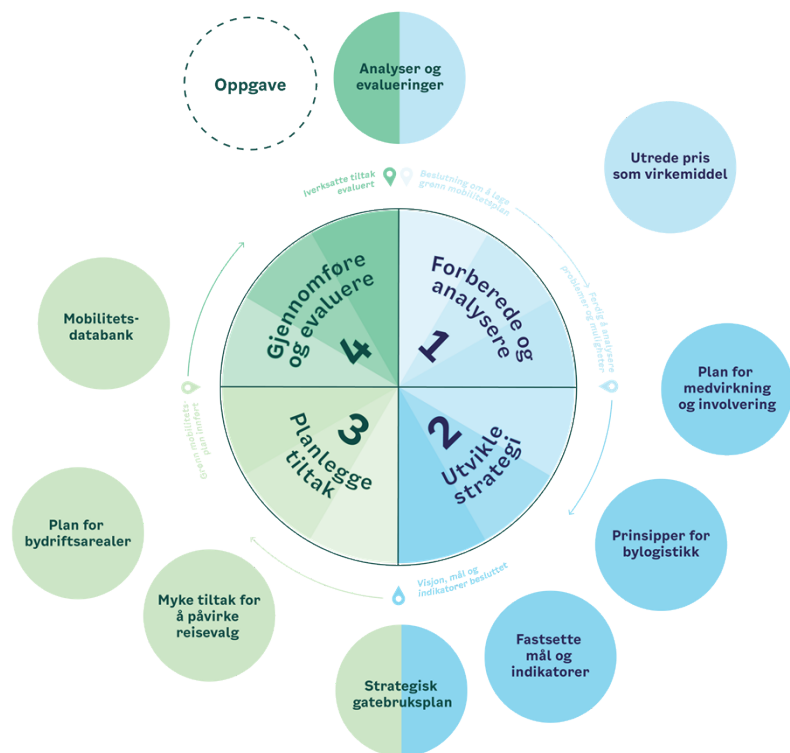 Oppgave
Analyser og
evalueringer
Utrede pris
som virkemiddel
Iverksatte tiltak
evaluert
Beslutning om å lage
grønn mobilitetsplan
Ferdig å analysere
problemer og muligheter
Mobilitets-
databank
Gjennomføre
og evaluere
4
Forberede og
analysere
1
Plan for
medvirkning
og involvering
Grønn mobilitets-
plan innført
3
Planlegge
tiltak
2
Utvikle
strategi
Plan for
bydriftsarealer
Prinsipper for
bylogistikk
Visjon, mål og
indikatorer besluttet
Myke tiltak for
å påvirke
reisevalg
Fastsette
mål og
indikatorer
Strategisk
gatebruksplan